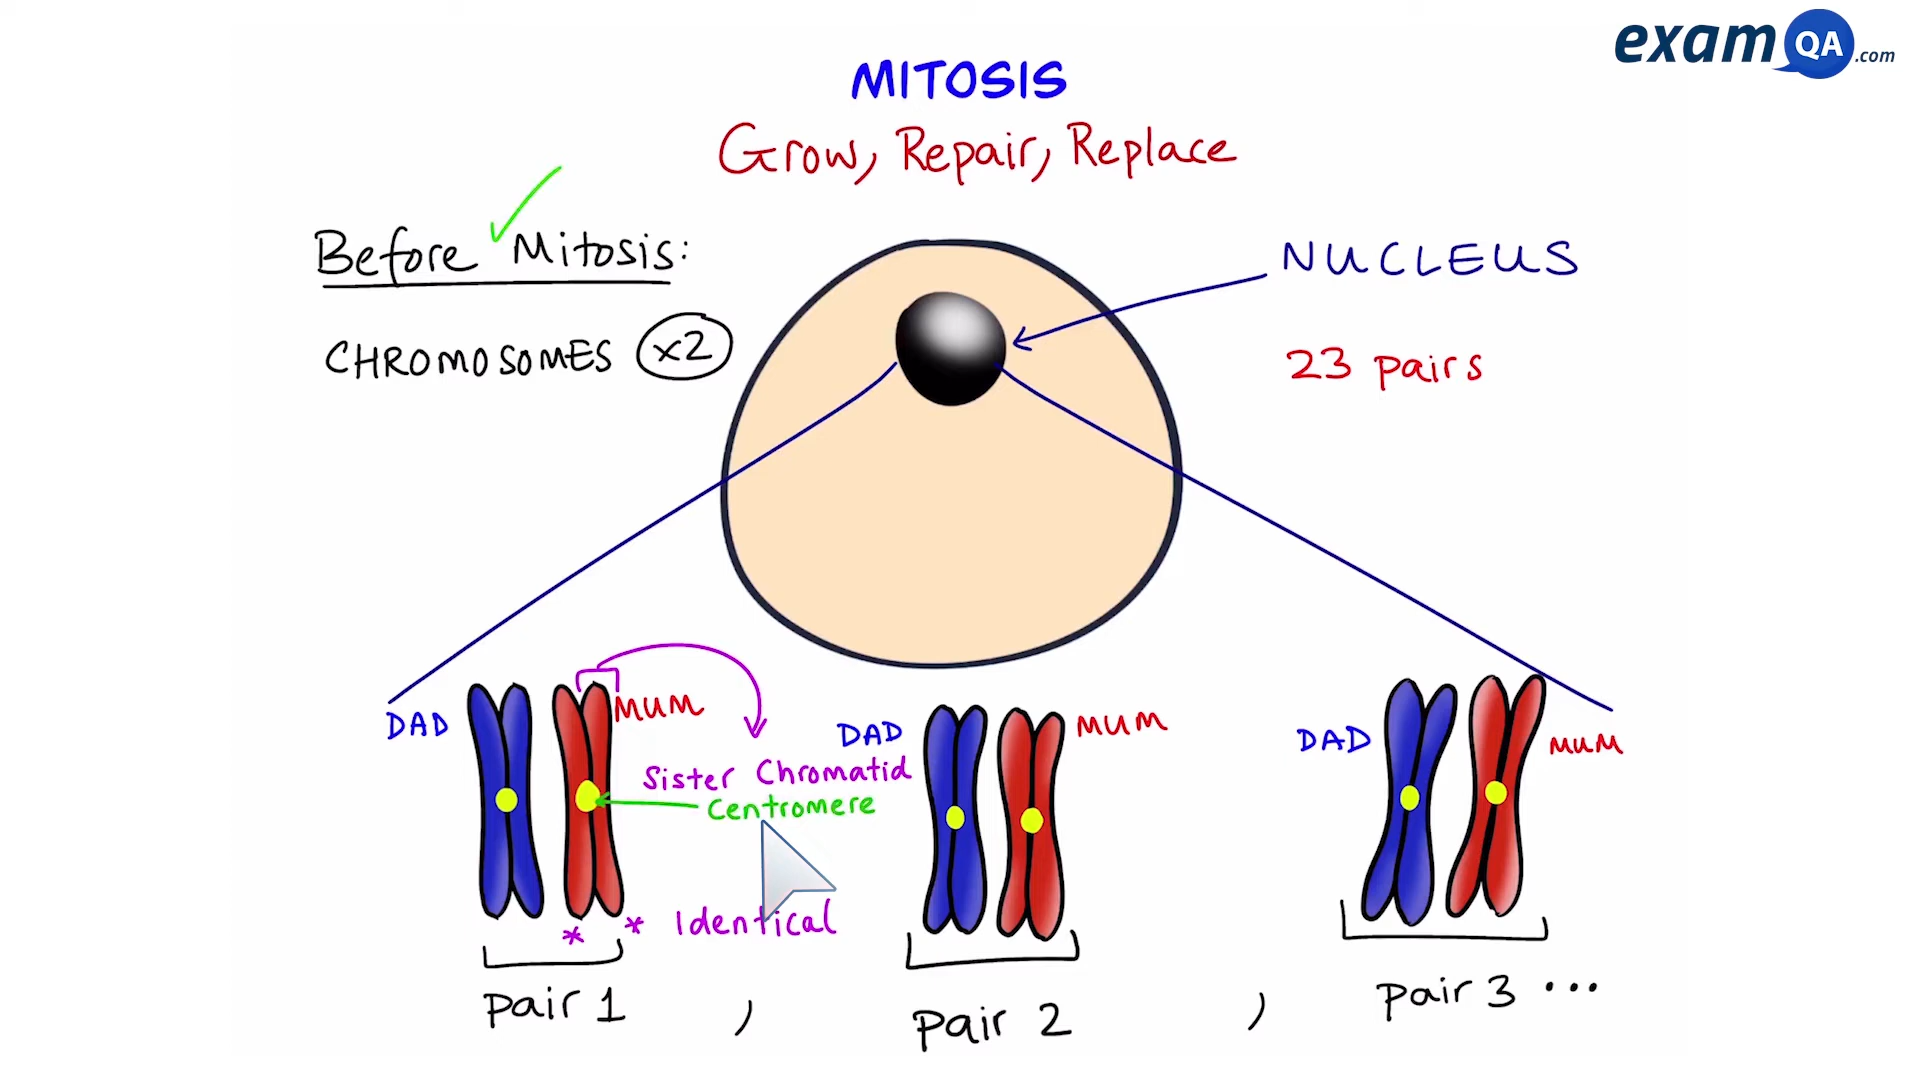 examQA.com
MITOSIS
Grow, Repair, Replace
Before Mitosis:
CHROMOSOMES x2
NUCLEUS
23 pairs
DAD
MUM
Sister Chromatid
Centromere
* * Identical
Pair 1 ,
DAD
MUM
Pair 2 ,
DAD
MUM
Pair 3 ...